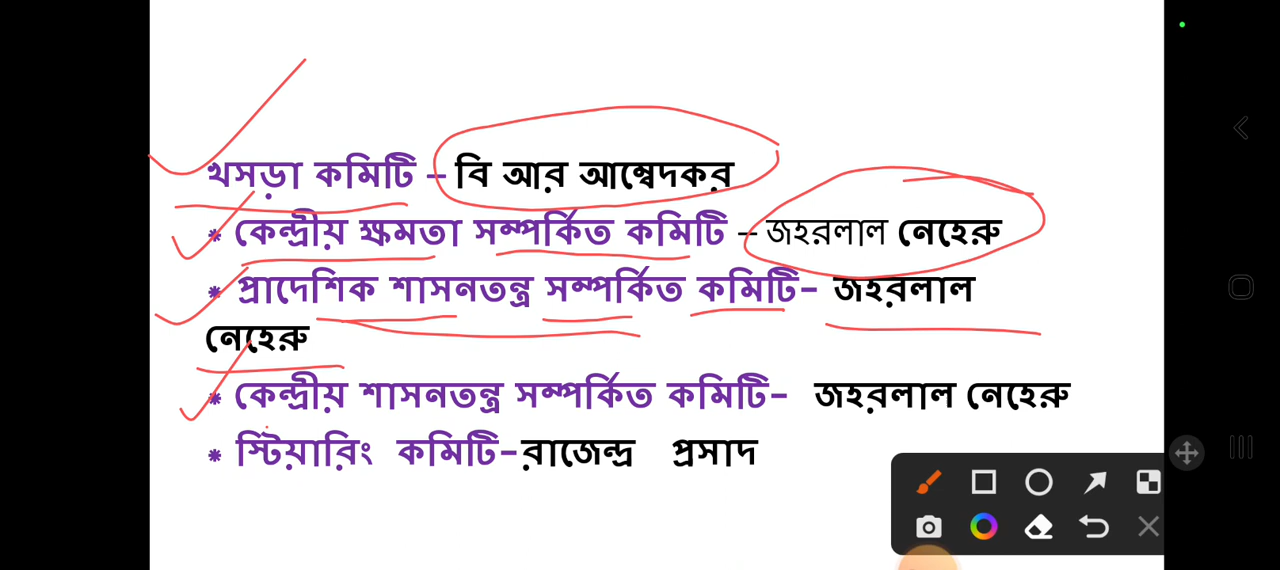 খসড়া কমিটি – বি আর আম্বেদকর
* কেন্দ্রীয় ক্ষমতা সম্পর্কিত কমিটি – জহরলাল নেহেরু
* প্রাদেশিক শাসনতন্ত্র সম্পর্কিত কমিটি– জহরলাল
নেহেরু
* কেন্দ্রীয় শাসনতন্ত্র সম্পর্কিত কমিটি– জহরলাল নেহেরু
* স্টিয়ারিং কমিটি–রাজেন্দ্র প্রসাদ